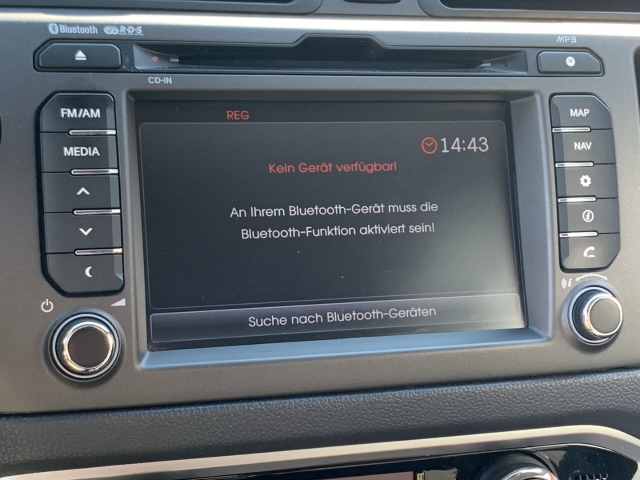 Bluetooth R·D·S
MP3
CD-IN
FM/AM
MEDIA
MAP
NAV
REG
14:43
Kein Gerät verfügbar!
An Ihrem Bluetooth-Gerät muss die
Bluetooth-Funktion aktiviert sein!
Suche nach Bluetooth-Geräten